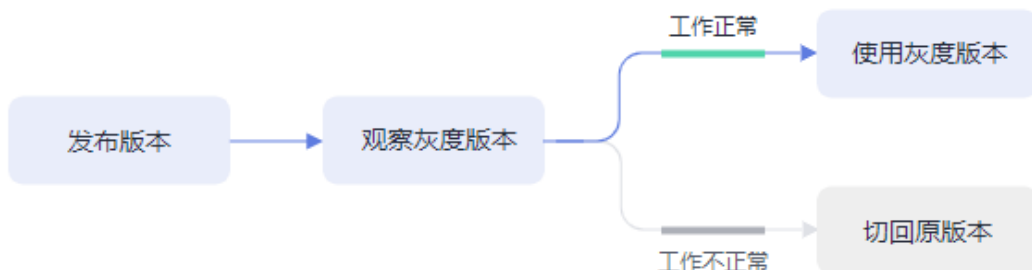 工作正常
使用灰度版本
发布版本
观察灰度版本
切回原版本
工作不正常